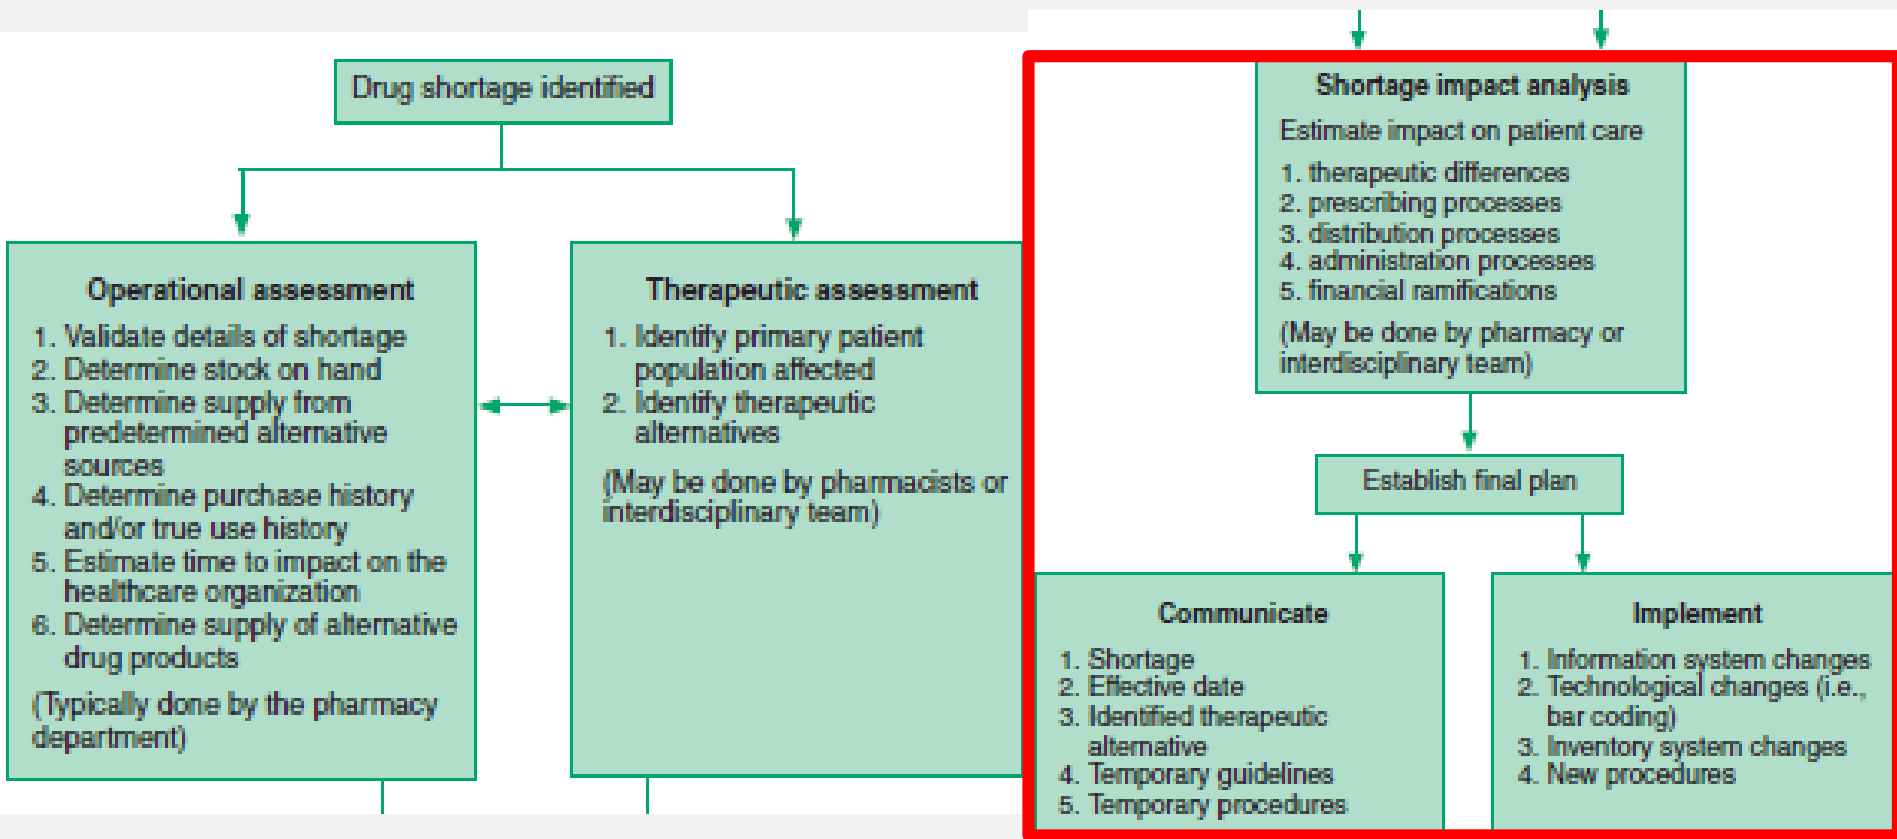 Drug shortage identified
Operational assessment
1. Validate details of shortage
2. Determine stock on hand
3. Determine supply from
predetermined alternative
sources
4. Determine purchase history
and/or true use history
5. Estimate time to impact on the
healthcare organization
6. Determine supply of alternative
drug products
(Typically done by the pharmacy
department)
Therapeutic assessment
1. Identify primary patient
population affected
2. Identify therapeutic
alternatives
(May be done by pharmacists or
interdisciplinary team)
Shortage impact analysis
Estimate impact on patient care
1. therapeutic differences
2. prescribing processes
3. distribution processes
4. administration processes
5. financial ramifications
(May be done by pharmacy or
interdisciplinary team)
Establish final plan
Communicate
1. Shortage
2. Effective date
3. Identified therapeutic
alternative
4. Temporary guidelines
5. Temporary procedures
Implement
1. Information system changes
2. Technological changes (i.e.,
bar coding)
3. Inventory system changes
4. New procedures